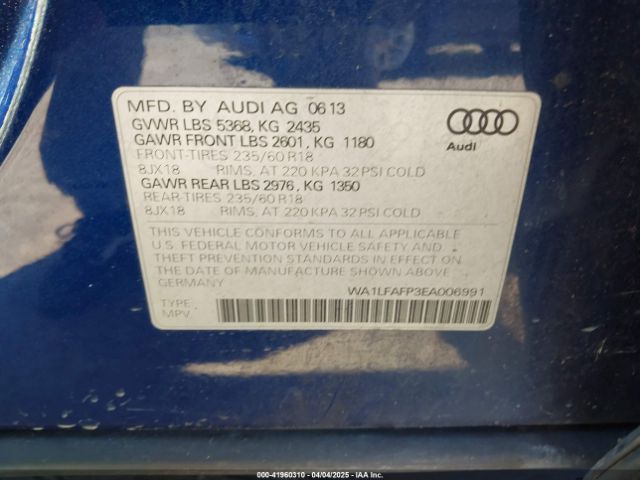 MFD. BY AUDI AG 0613
GVWR LBS 5368, KG 2435
GAWR FRONT LBS 2601, KG 1180
FRONT-TIRES 235/60 R18
8JX18 RIMS, AT 220 KPA 32 PSI COLD
GAWR REAR LBS 2976, KG 1350
REAR-TIRES 235/60 R18
8JX18 RIMS, AT 220 KPA 32 PSI COLD
Audi
THIS VEHICLE CONFORMS TO ALL APPLICABLE
U.S. FEDERAL MOTOR VEHICLE SAFETY AND
THEFT PREVENTION STANDARDS IN EFFECT ON
THE DATE OF MANUFACTURE SHOWN ABOVE
GERMANY
WA1LFAFP3EA006991
TYPE:
MPV
000-41960310 - 04/04/2025 - IAA Inc.